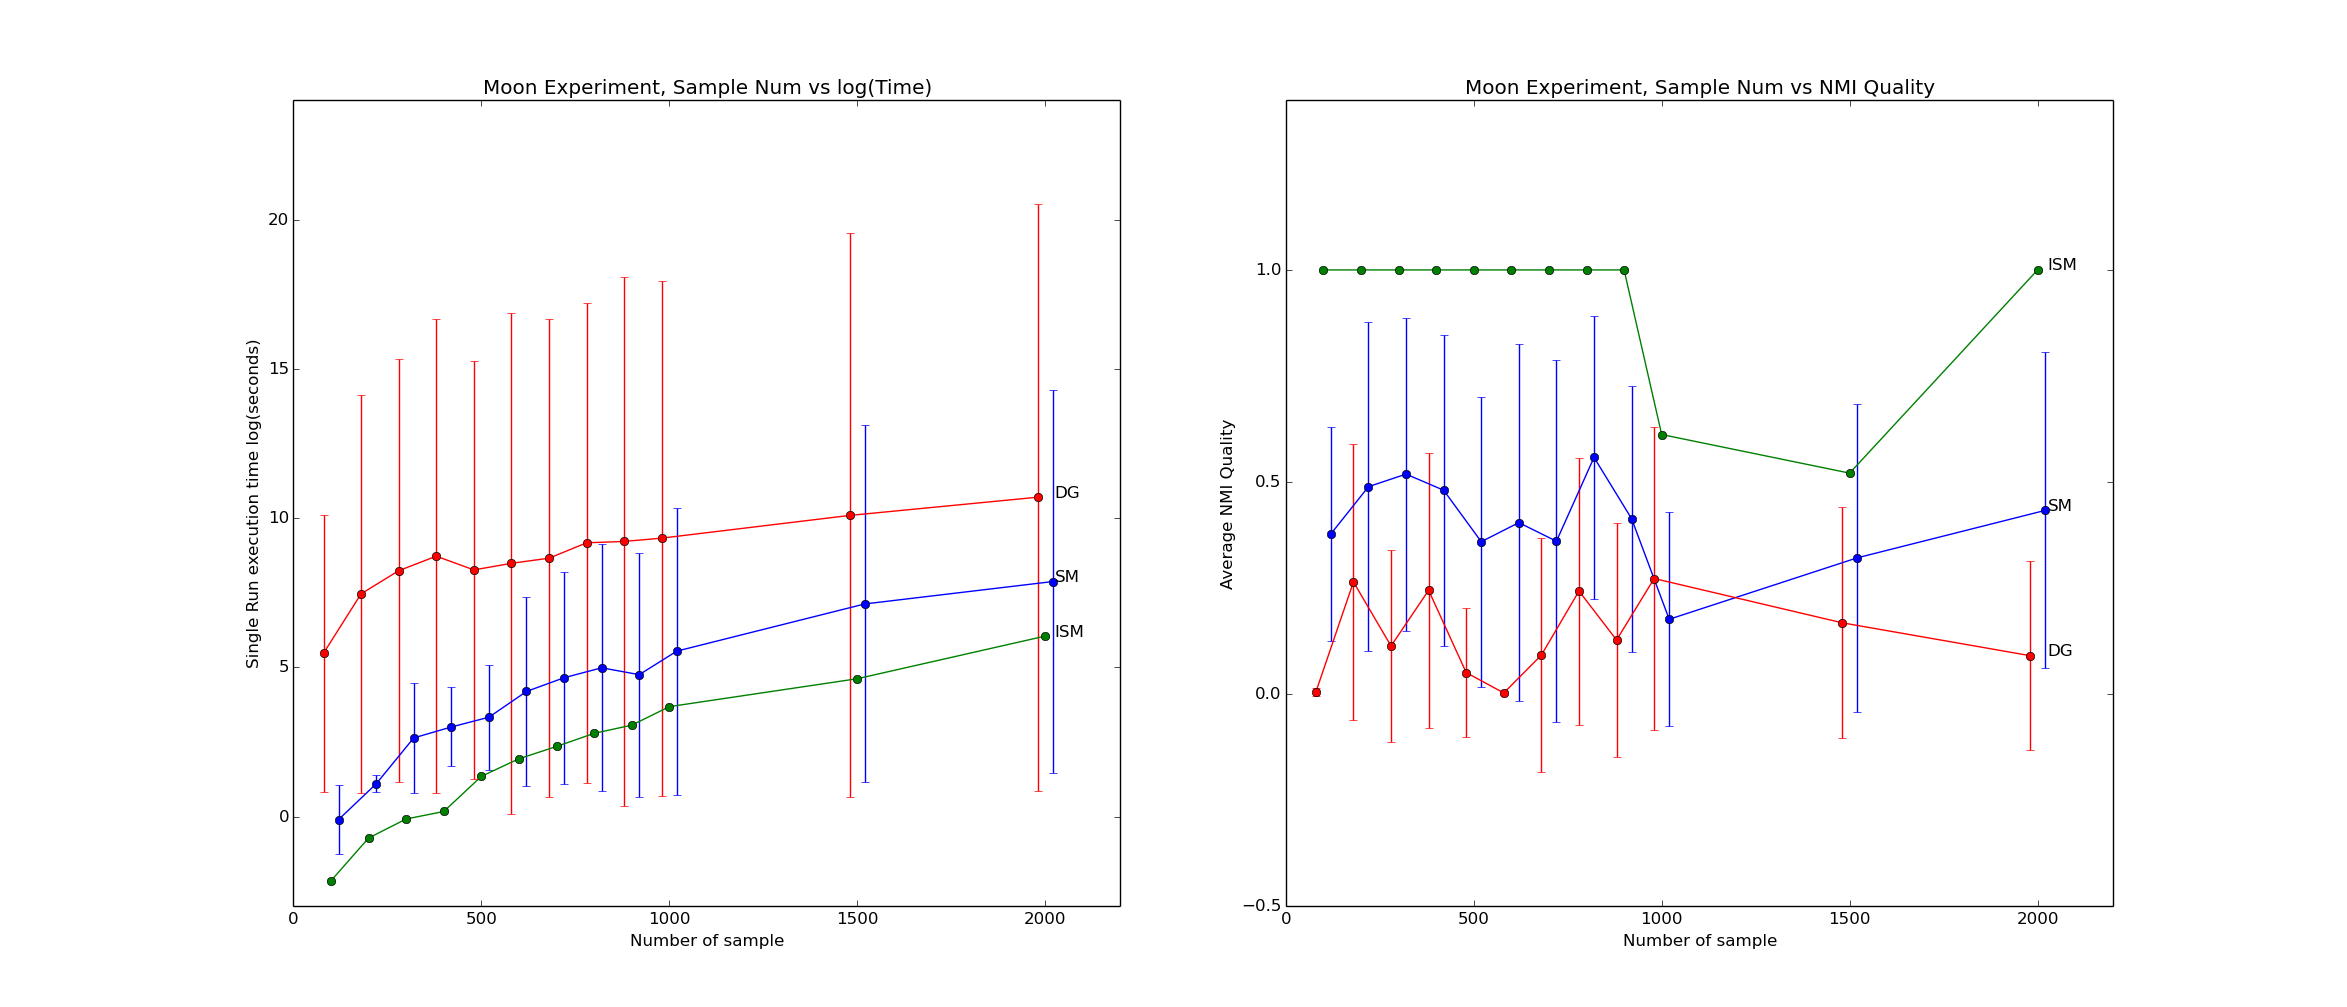 Moon Experiment, Sample Num vs log(Time)
20
15
10
5
0
Single Run execution time log(seconds)
DG
SM
ISM
0 500 1000 1500 2000
Number of sample
Moon Experiment, Sample Num vs NMI Quality
1.0
0.5
0.0
−0.5
Average NMI Quality
ISM
SM
DG
0 500 1000 1500 2000
Number of sample